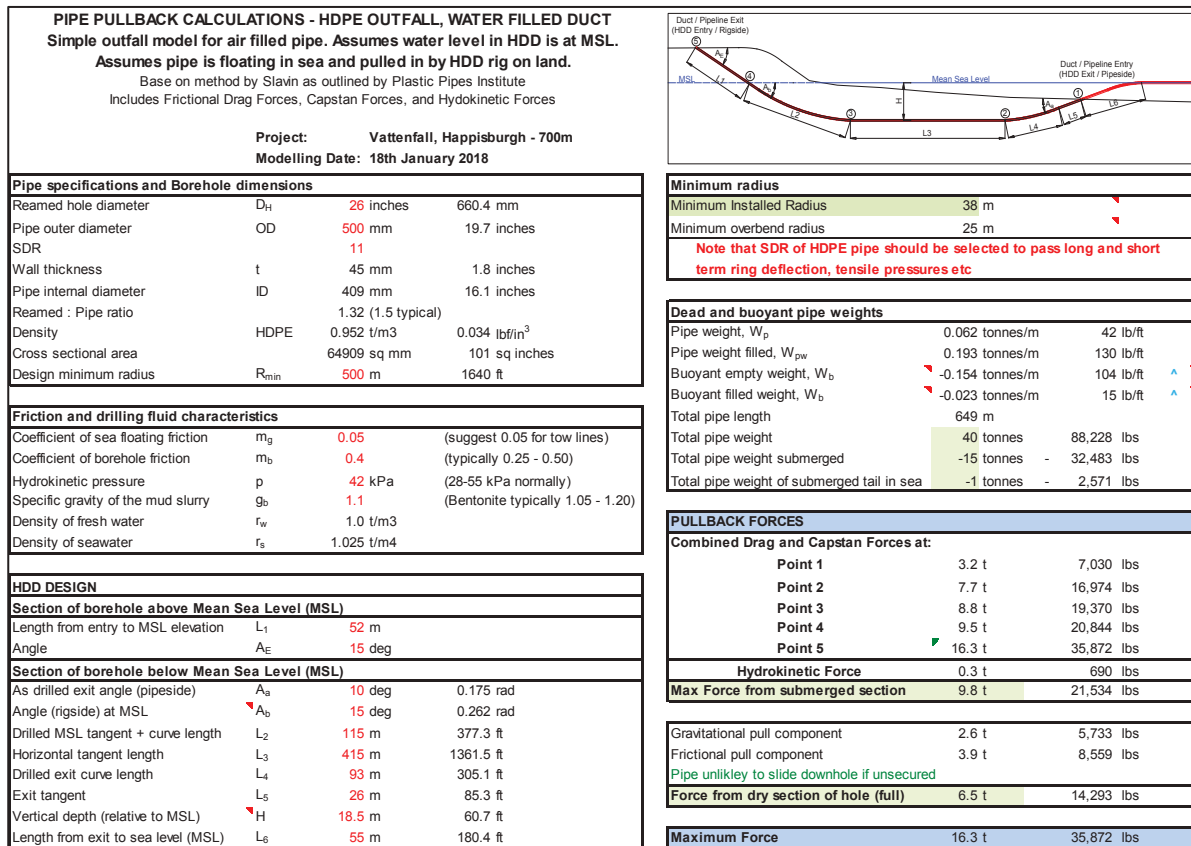 PIPE PULLBACK CALCULATIONS - HDPE OUTFALL, WATER FILLED DUCT
Simple outfall model for air filled pipe. Assumes water level in HDD is at MSL.
Assumes pipe is floating in sea and pulled in by HDD rig on land.
Base on method by Slavin as outlined by Plastic Pipes Institute
Includes Frictional Drag Forces, Capstan Forces, and Hydokinetic Forces
Project: Vattenfall, Happisburgh - 700m
Modelling Date: 18th January 2018
Pipe specifications and Borehole dimensions
Reamed hole diameter D_H 26 inches 660.4 mm
Pipe outer diameter OD 500 mm 19.7 inches
SDR 11
Wall thickness t 45 mm 1.8 inches
Pipe internal diameter ID 409 mm 16.1 inches
Reamed : Pipe ratio 1.32 (1.5 typical)
Density HDPE 0.952 t/m3 0.034 lbf/in³
Cross sectional area 64909 sq mm 101 sq inches
Design minimum radius R_min 500 m 1640 ft
Friction and drilling fluid characteristics
Coefficient of sea floating friction m_g 0.05 (suggest 0.05 for tow lines)
Coefficient of borehole friction m_b 0.4 (typically 0.25 - 0.50)
Hydrokinetic pressure p 42 kPa (28-55 kPa normally)
Specific gravity of the mud slurry g_b 1.1 (Bentonite typically 1.05 - 1.20)
Density of fresh water r_w 1.0 t/m3
Density of seawater r_s 1.025 t/m4
HDD DESIGN
Section of borehole above Mean Sea Level (MSL)
Length from entry to MSL elevation L_1 52 m
Angle A_E 15 deg
Section of borehole below Mean Sea Level (MSL)
As drilled exit angle (pipeside) A_a 10 deg 0.175 rad
Angle (rigside) at MSL A_b 15 deg 0.262 rad
Drilled MSL tangent + curve length L_2 115 m 377.3 ft
Horizontal tangent length L_3 415 m 1361.5 ft
Drilled exit curve length L_4 93 m 305.1 ft
Exit tangent L_5 26 m 85.3 ft
Vertical depth (relative to MSL) H 18.5 m 60.7 ft
Length from exit to sea level (MSL) L_6 55 m 180.4 ft
Duct / Pipeline Exit
(HDD Entry / Rigside)
5
A_E
L1
MSL
4
A_b
L2
3
Mean Sea Level
H
L3
2
Duct / Pipeline Entry
(HDD Exit / Pipeside)
1
A_a
L4
L5
L6
Minimum radius
Minimum Installed Radius 38 m
Minimum overbend radius 25 m
Note that SDR of HDPE pipe should be selected to pass long and short
term ring deflection, tensile pressures etc
Dead and buoyant pipe weights
Pipe weight, W_p 0.062 tonnes/m 42 lb/ft
Pipe weight filled, W_pw 0.193 tonnes/m 130 lb/ft
Buoyant empty weight, W_b -0.154 tonnes/m 104 lb/ft ^
Buoyant filled weight, W_b -0.023 tonnes/m 15 lb/ft ^
Total pipe length 649 m
Total pipe weight 40 tonnes 88,228 lbs
Total pipe weight submerged -15 tonnes - 32,483 lbs
Total pipe weight of submerged tail in sea -1 tonnes - 2,571 lbs
PULLBACK FORCES
Combined Drag and Capstan Forces at:
Point 1 3.2 t 7,030 lbs
Point 2 7.7 t 16,974 lbs
Point 3 8.8 t 19,370 lbs
Point 4 9.5 t 20,844 lbs
Point 5 16.3 t 35,872 lbs
Hydrokinetic Force 0.3 t 690 lbs
Max Force from submerged section 9.8 t 21,534 lbs
Gravitational pull component 2.6 t 5,733 lbs
Frictional pull component 3.9 t 8,559 lbs
Pipe unlikley to slide downhole if unsecured
Force from dry section of hole (full) 6.5 t 14,293 lbs
Maximum Force 16.3 t 35,872 lbs